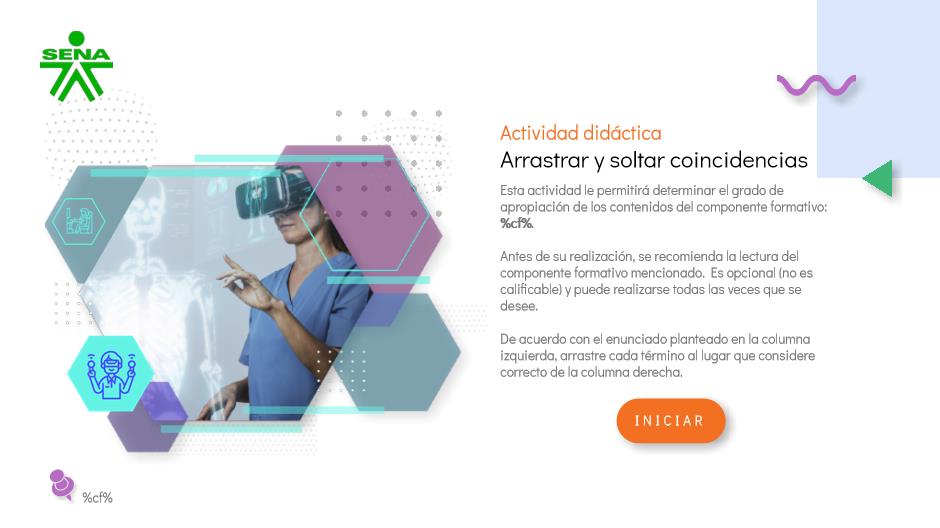 SENA
Actividad didáctica
Arrastrar y soltar coincidencias
Esta actividad le permitirá determinar el grado de
apropiación de los contenidos del componente formativo:
%cf%.
Antes de su realización, se recomienda la lectura del
componente formativo mencionado. Es opcional (no es
calificable) y puede realizarse todas las veces que se
desee.
De acuerdo con el enunciado planteado en la columna
izquierda, arrastre cada término al lugar que considere
correcto de la columna derecha.
INICIAR
%cf%